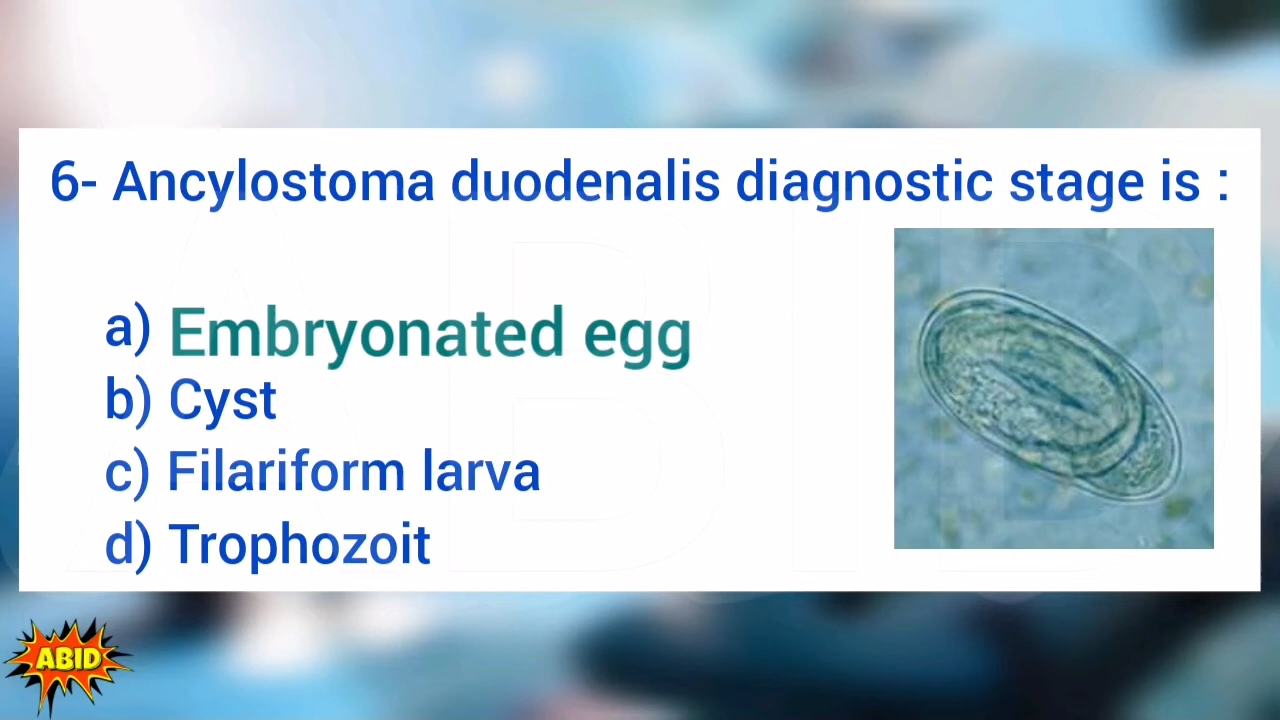 6- Ancylostoma duodenalis diagnostic stage is :
a) Embryonated egg
b) Cyst
c) Filariform larva
d) Trophozoit
ABID